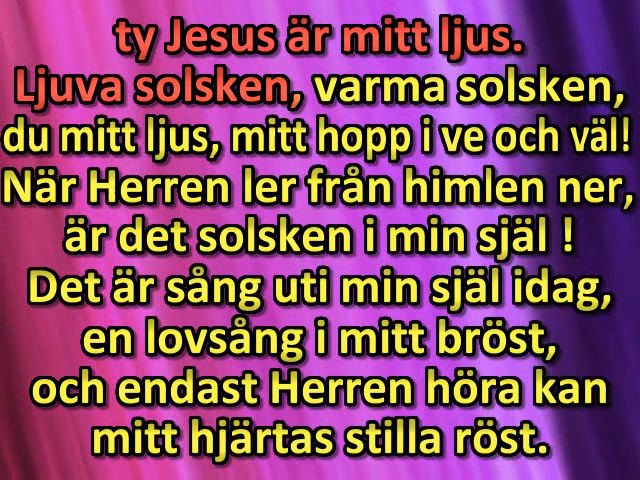 ty Jesus är mitt ljus.
Ljuva solsken, varma solsken,
du mitt ljus, mitt hopp i ve och väl!
När Herren ler från himlen ner,
är det solsken i min själ !
Det är sång uti min själ idag,
en lovsång i mitt bröst,
och endast Herren höra kan
mitt hjärtas stilla röst.